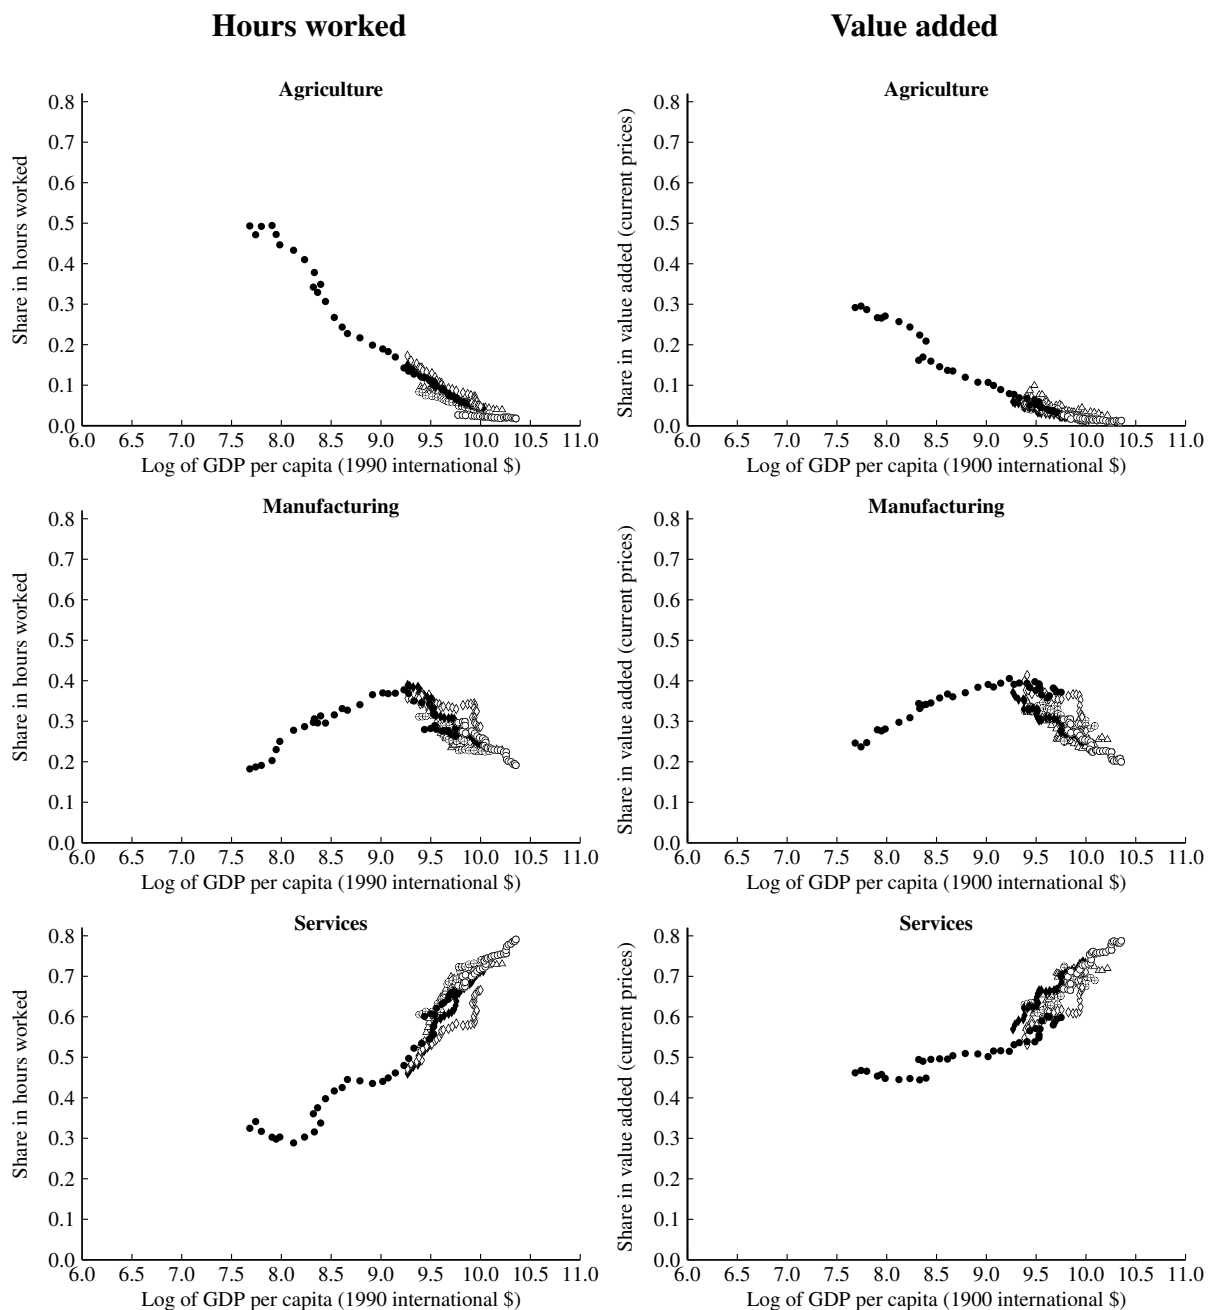 Hours worked
Value added
Agriculture
Share in hours worked
0.8
0.7
0.6
0.5
0.4
0.3
0.2
0.1
0.0
6.0 6.5 7.0 7.5 8.0 8.5 9.0 9.5 10.0 10.5 11.0
Log of GDP per capita (1990 international $)
Agriculture
Share in value added (current prices)
0.8
0.7
0.6
0.5
0.4
0.3
0.2
0.1
0.0
6.0 6.5 7.0 7.5 8.0 8.5 9.0 9.5 10.0 10.5 11.0
Log of GDP per capita (1900 international $)
Manufacturing
Share in hours worked
0.8
0.7
0.6
0.5
0.4
0.3
0.2
0.1
0.0
6.0 6.5 7.0 7.5 8.0 8.5 9.0 9.5 10.0 10.5 11.0
Log of GDP per capita (1990 international $)
Manufacturing
Share in value added (current prices)
0.8
0.7
0.6
0.5
0.4
0.3
0.2
0.1
0.0
6.0 6.5 7.0 7.5 8.0 8.5 9.0 9.5 10.0 10.5 11.0
Log of GDP per capita (1900 international $)
Services
Share in hours worked
0.8
0.7
0.6
0.5
0.4
0.3
0.2
0.1
0.0
6.0 6.5 7.0 7.5 8.0 8.5 9.0 9.5 10.0 10.5 11.0
Log of GDP per capita (1990 international $)
Services
Share in value added (current prices)
0.8
0.7
0.6
0.5
0.4
0.3
0.2
0.1
0.0
6.0 6.5 7.0 7.5 8.0 8.5 9.0 9.5 10.0 10.5 11.0
Log of GDP per capita (1900 international $)